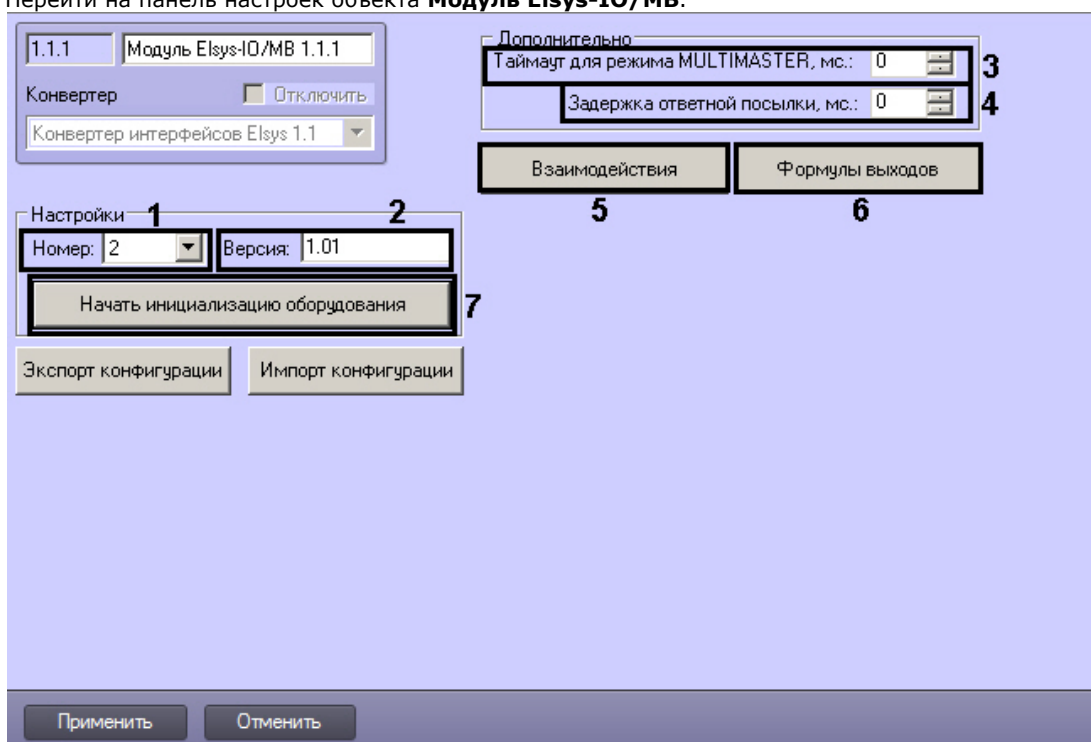 Перейти на панель настроек объекта Модуль Elsys-IO/MB.
1.1.1 Модуль Elsys-IO/MB 1.1.1
Конвертер Отключить
Конвертер интерфейсов Elsys 1.1
Дополнительно
Таймаут для режима MULTIMASTER, мс.: 0 3
Задержка ответной посылки, мс.: 0 4
Взаимодействия Формулы выходов
5 6
Настройки 1 2
Номер: 2 Версия: 1.01
Начать инициализацию оборудования 7
Экспорт конфигурации Импорт конфигурации
Применить Отменить